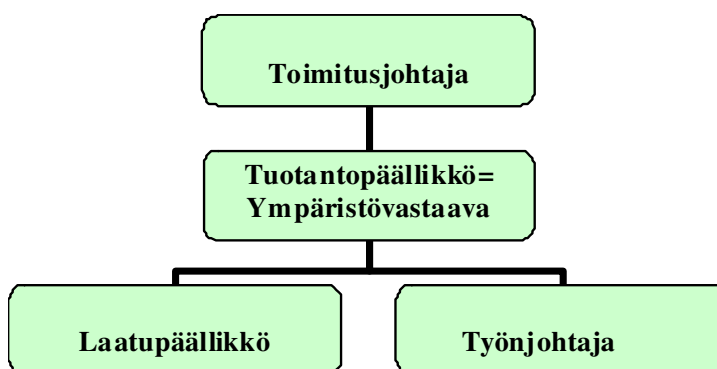 Toimitusjohtaja
Tuotantopäällikkö=
Ympäristövastaava
Laatupäällikkö
Työnjohtaja